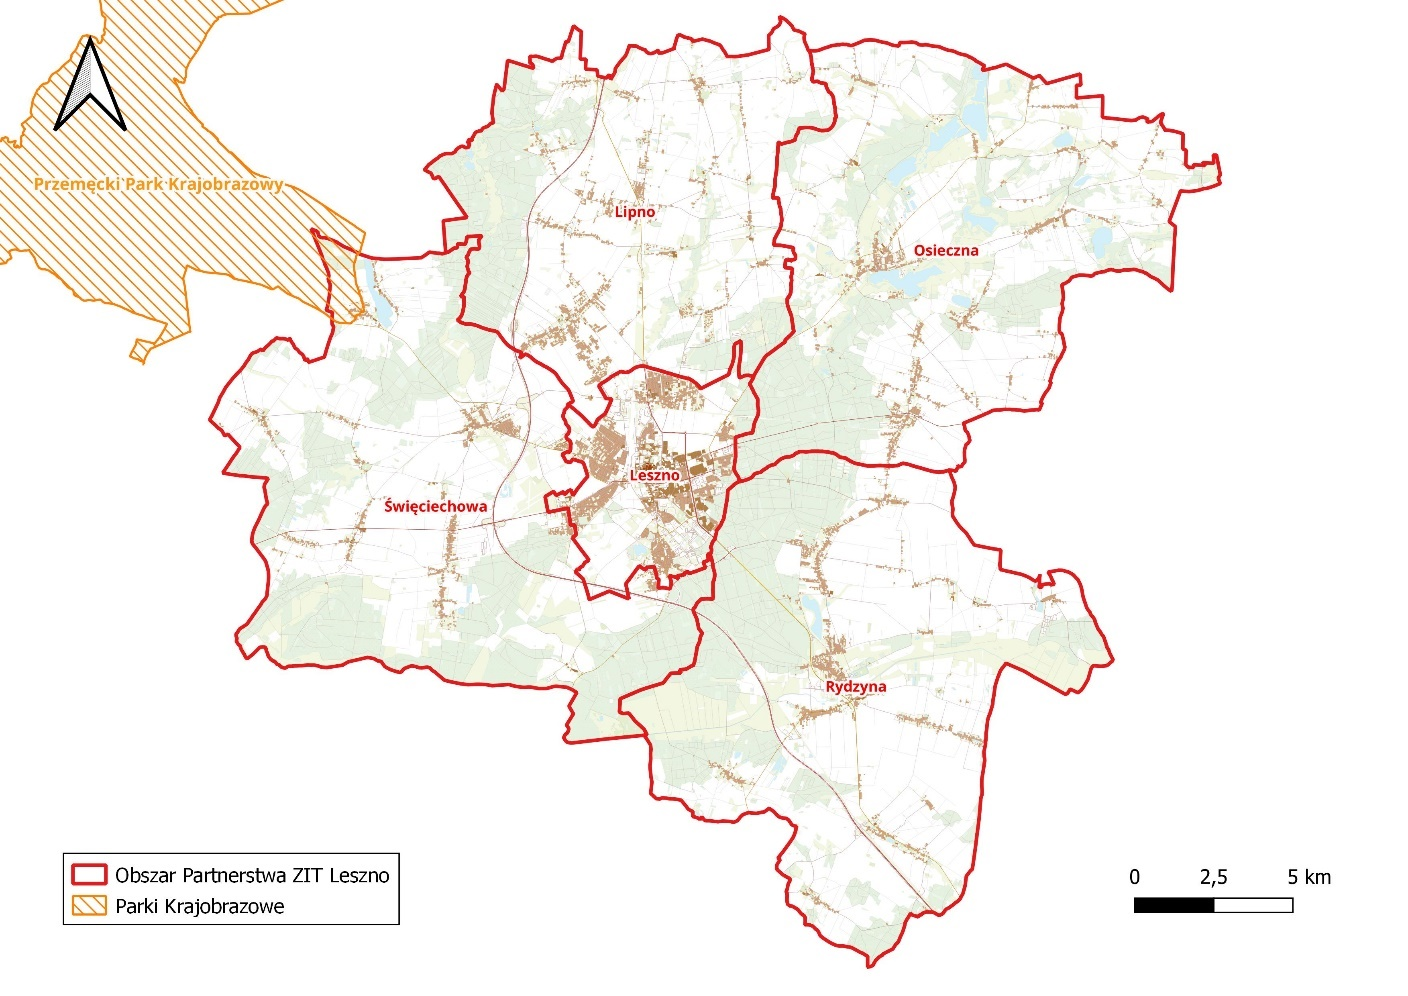 Przemęcki Park Krajobrazowy
Lipno
Osieczna
Leszno
Święciechowa
Rydzyna
Obszar Partnerstwa ZIT Leszno
Parki Krajobrazowe
0 2,5 5 km